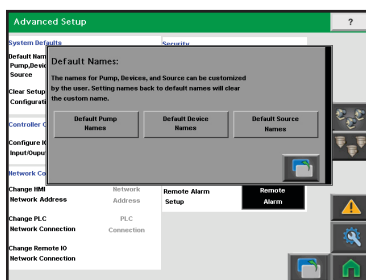 Advanced Setup
?
System Defaults
Security
Default Nam
Pump,Devic
Source
Default Names:
The names for Pump, Devices, and Source can be customized
by the user. Setting names back to default names will clear
the custom name.
Default Pump
Names
Default Device
Names
Default Source
Names
Clear Setup
Configurati
Controller C
Configure IO
Input/Ouput
Network Co
Change HMI
Network Address
Network
Address
Remote Alarm
Setup
Remote
Alarm
Change PLC
Network Connection
PLC
Connection
Change Remote IO
Network Connection